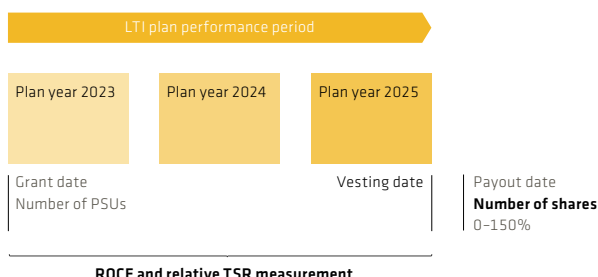 LTI plan performance period
Plan year 2023
Plan year 2024
Plan year 2025
Grant date
Number of PSUs
Vesting date
Payout date
Number of shares
0–150%
ROCE and relative TSR measurement